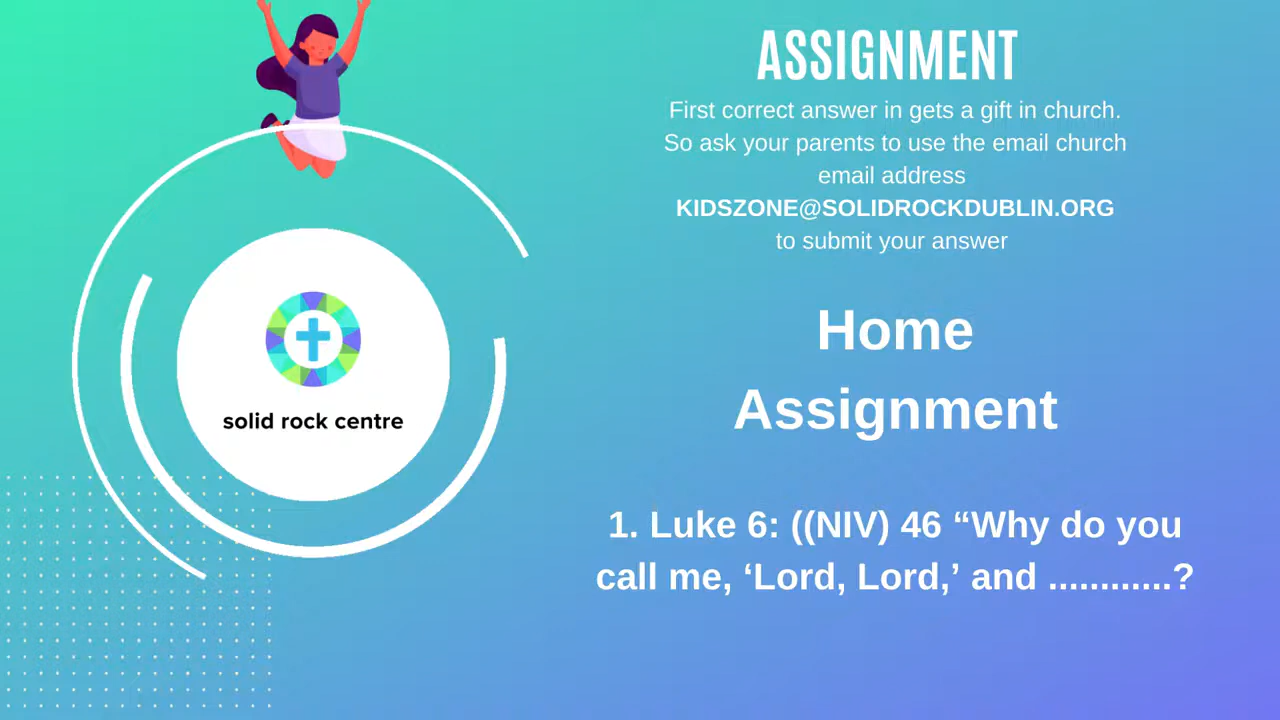 ASSIGNMENT
First correct answer in gets a gift in church.
So ask your parents to use the email church
email address
KIDSZONE@SOLIDROCKDUBLIN.ORG
to submit your answer
solid rock centre
Home
Assignment
1. Luke 6: ((NIV) 46 “Why do you
call me, ‘Lord, Lord,’ and ............?